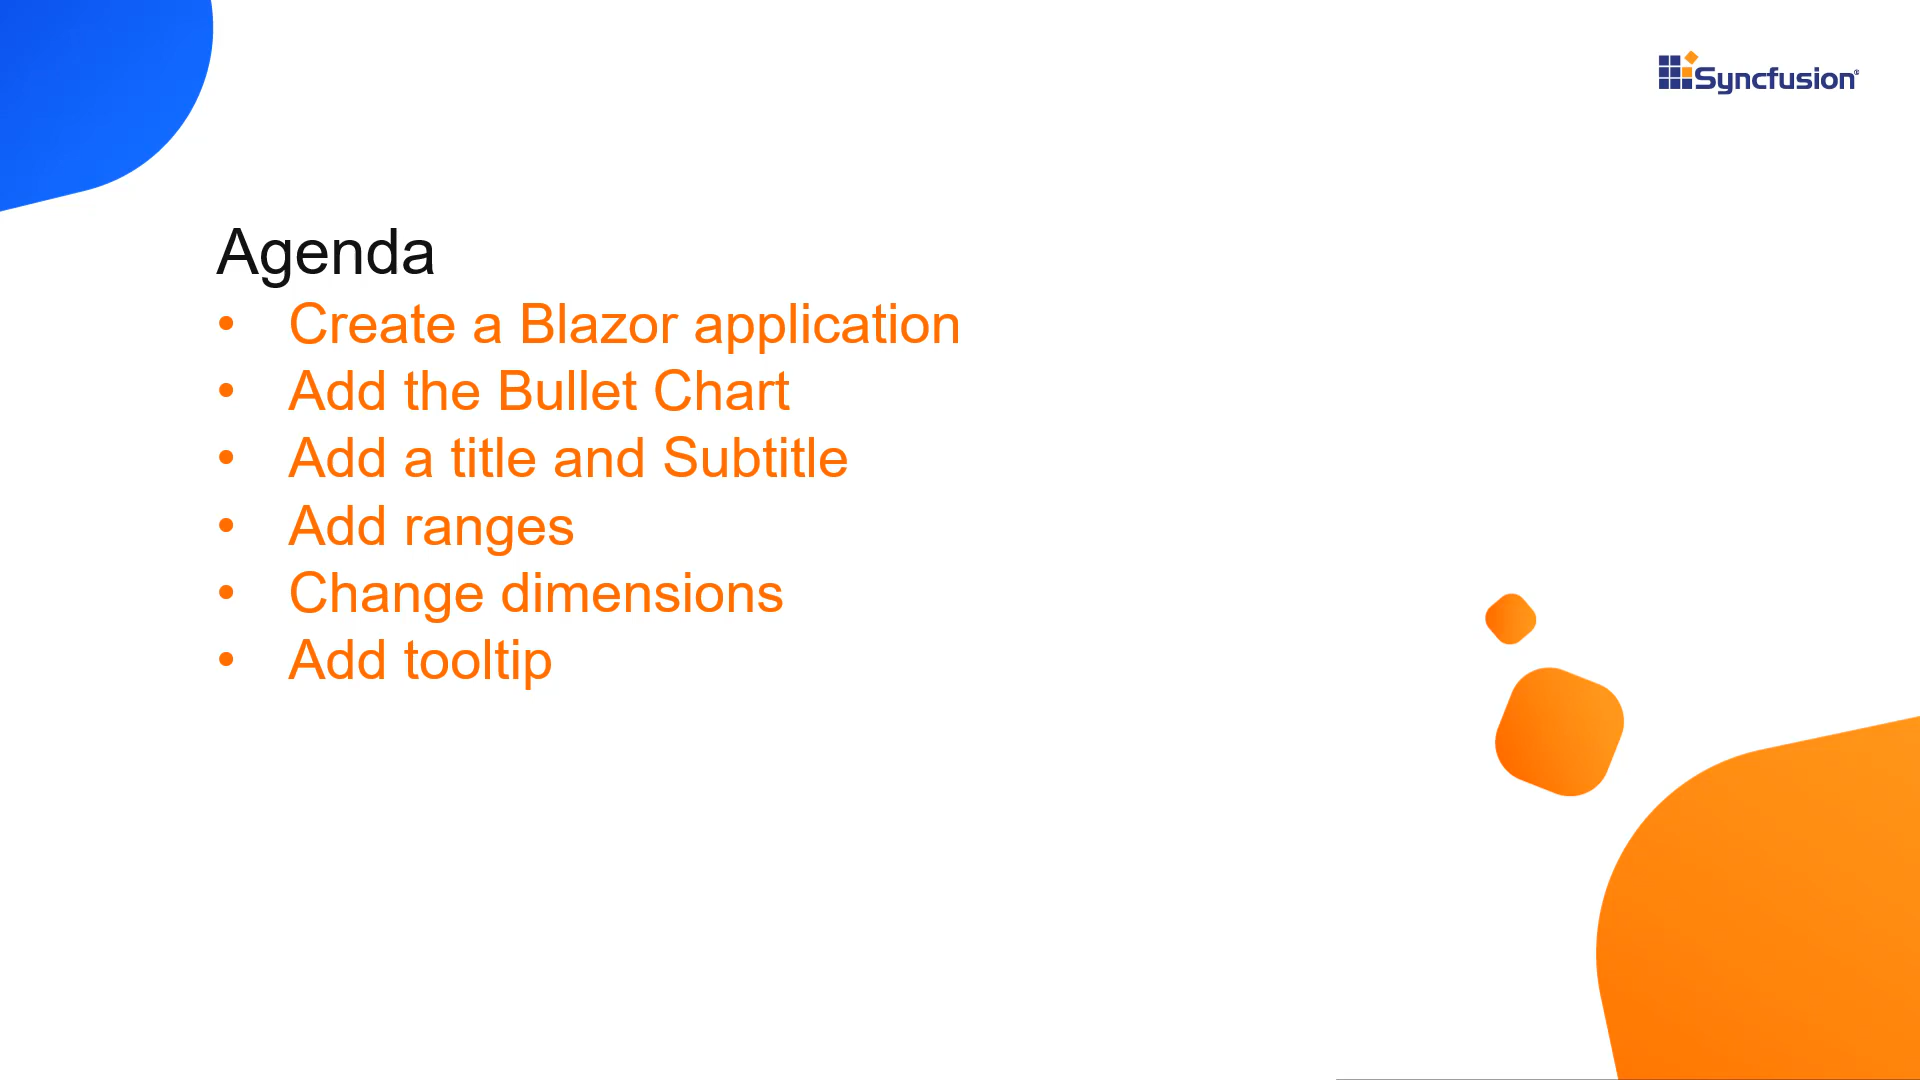 Syncfusion®
Agenda
• Create a Blazor application
• Add the Bullet Chart
• Add a title and Subtitle
• Add ranges
• Change dimensions
• Add tooltip